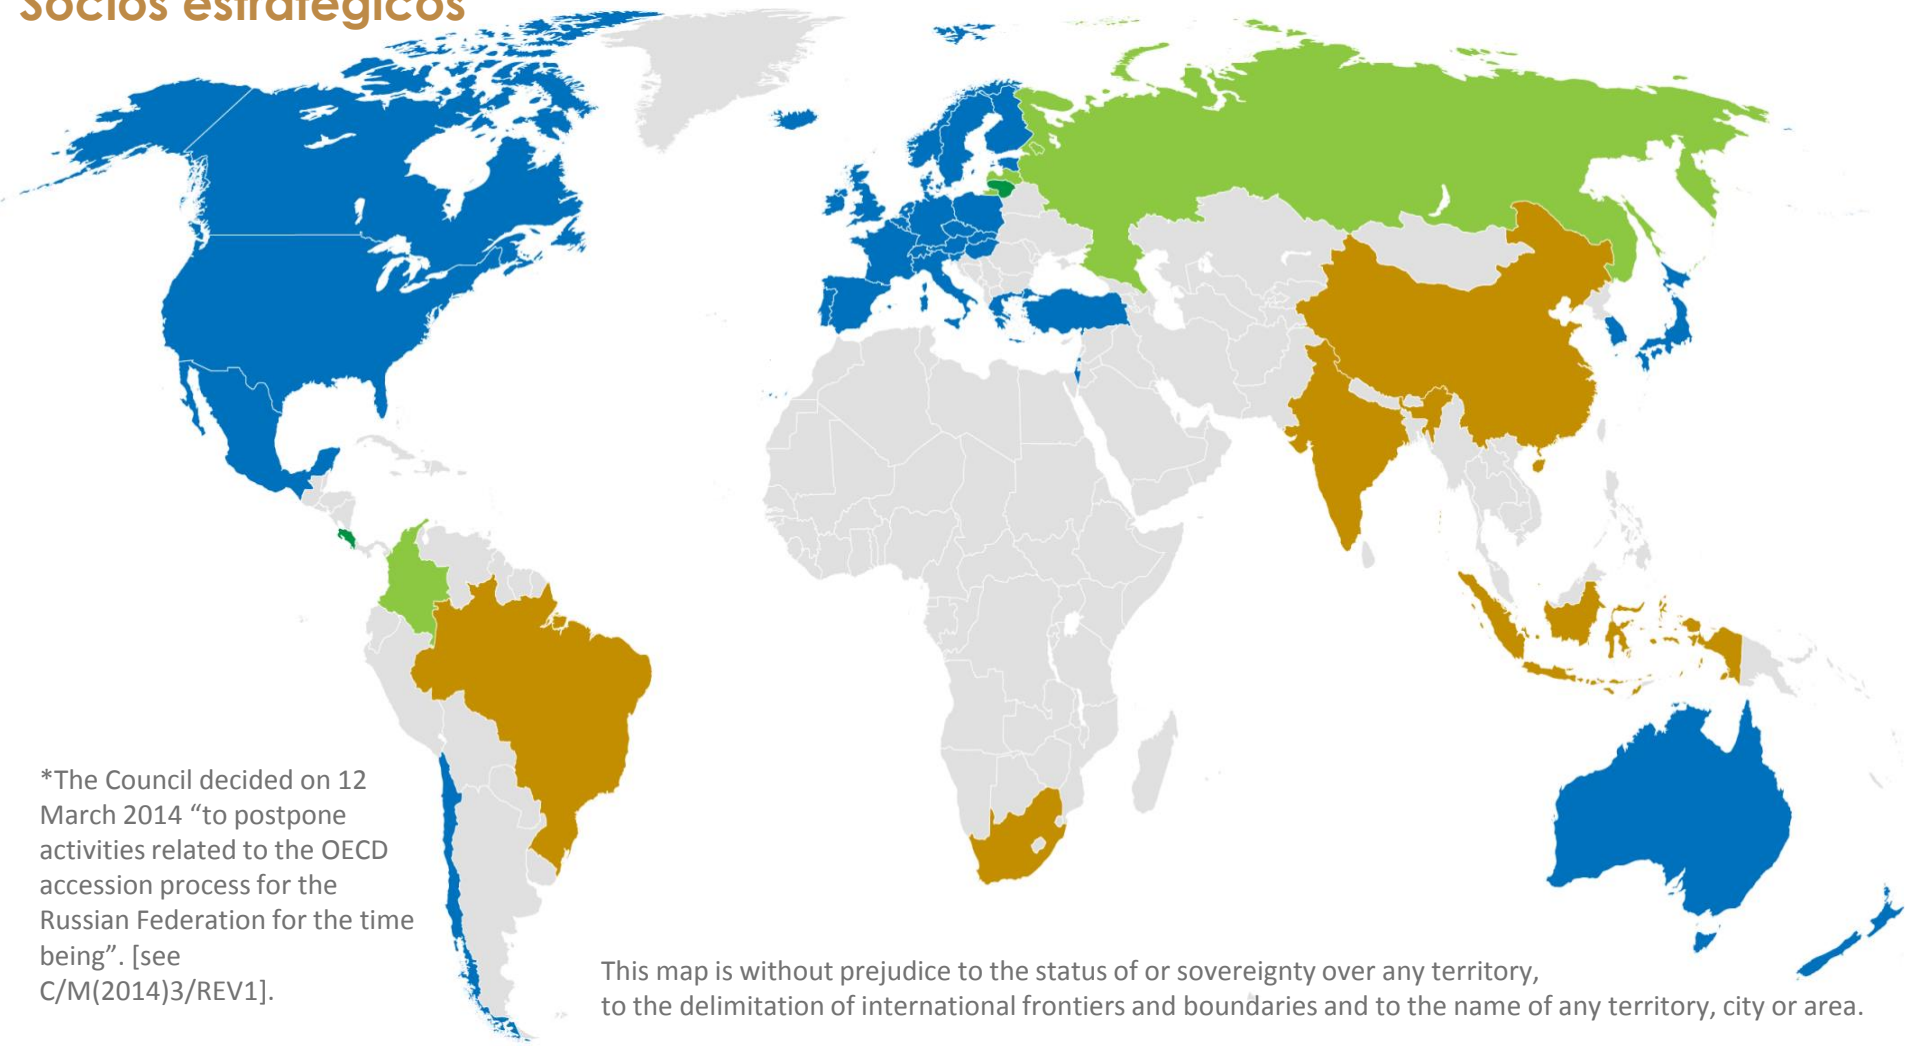 Socios estratégicos
*The Council decided on 12
March 2014 “to postpone
activities related to the OECD
accession process for the
Russian Federation for the time
being”. [see
C/M(2014)3/REV1].
This map is without prejudice to the status of or sovereignty over any territory,
to the delimitation of international frontiers and boundaries and to the name of any territory, city or area.